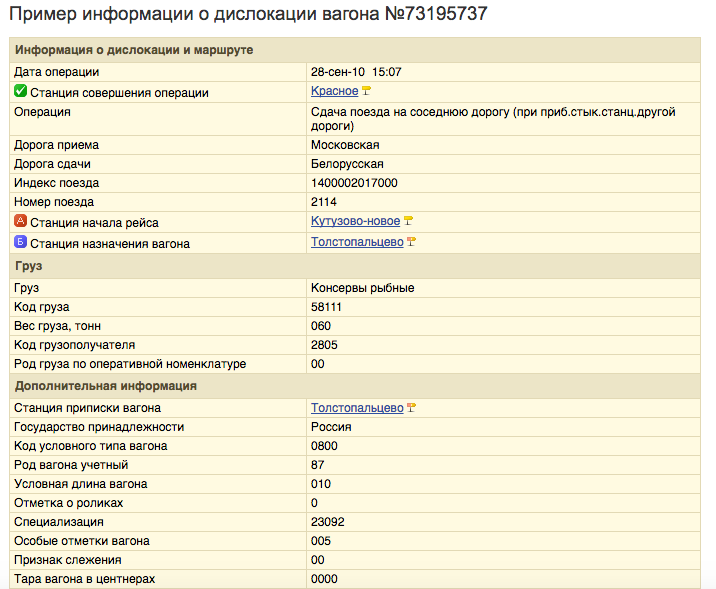 Пример информации о дислокации вагона №73195737
Информация о дислокации и маршруте
Дата операции 28-сен-10 15:07
Станция совершения операции Красное
Операция Сдача поезда на соседнюю дорогу (при приб.стык.станц.другой
дороги)
Дорога приема Московская
Дорога сдачи Белорусская
Индекс поезда 1400002017000
Номер поезда 2114
А Станция начала рейса Кутузово-новое
Б Станция назначения вагона Толстопальцево
Груз
Груз Консервы рыбные
Код груза 58111
Вес груза, тонн 060
Код грузополучателя 2805
Род груза по оперативной номенклатуре 00
Дополнительная информация
Станция приписки вагона Толстопальцево
Государство принадлежности Россия
Код условного типа вагона 0800
Род вагона учетный 87
Условная длина вагона 010
Отметка о роликах 0
Специализация 23092
Особые отметки вагона 005
Признак слежения 00
Тара вагона в центнерах 0000